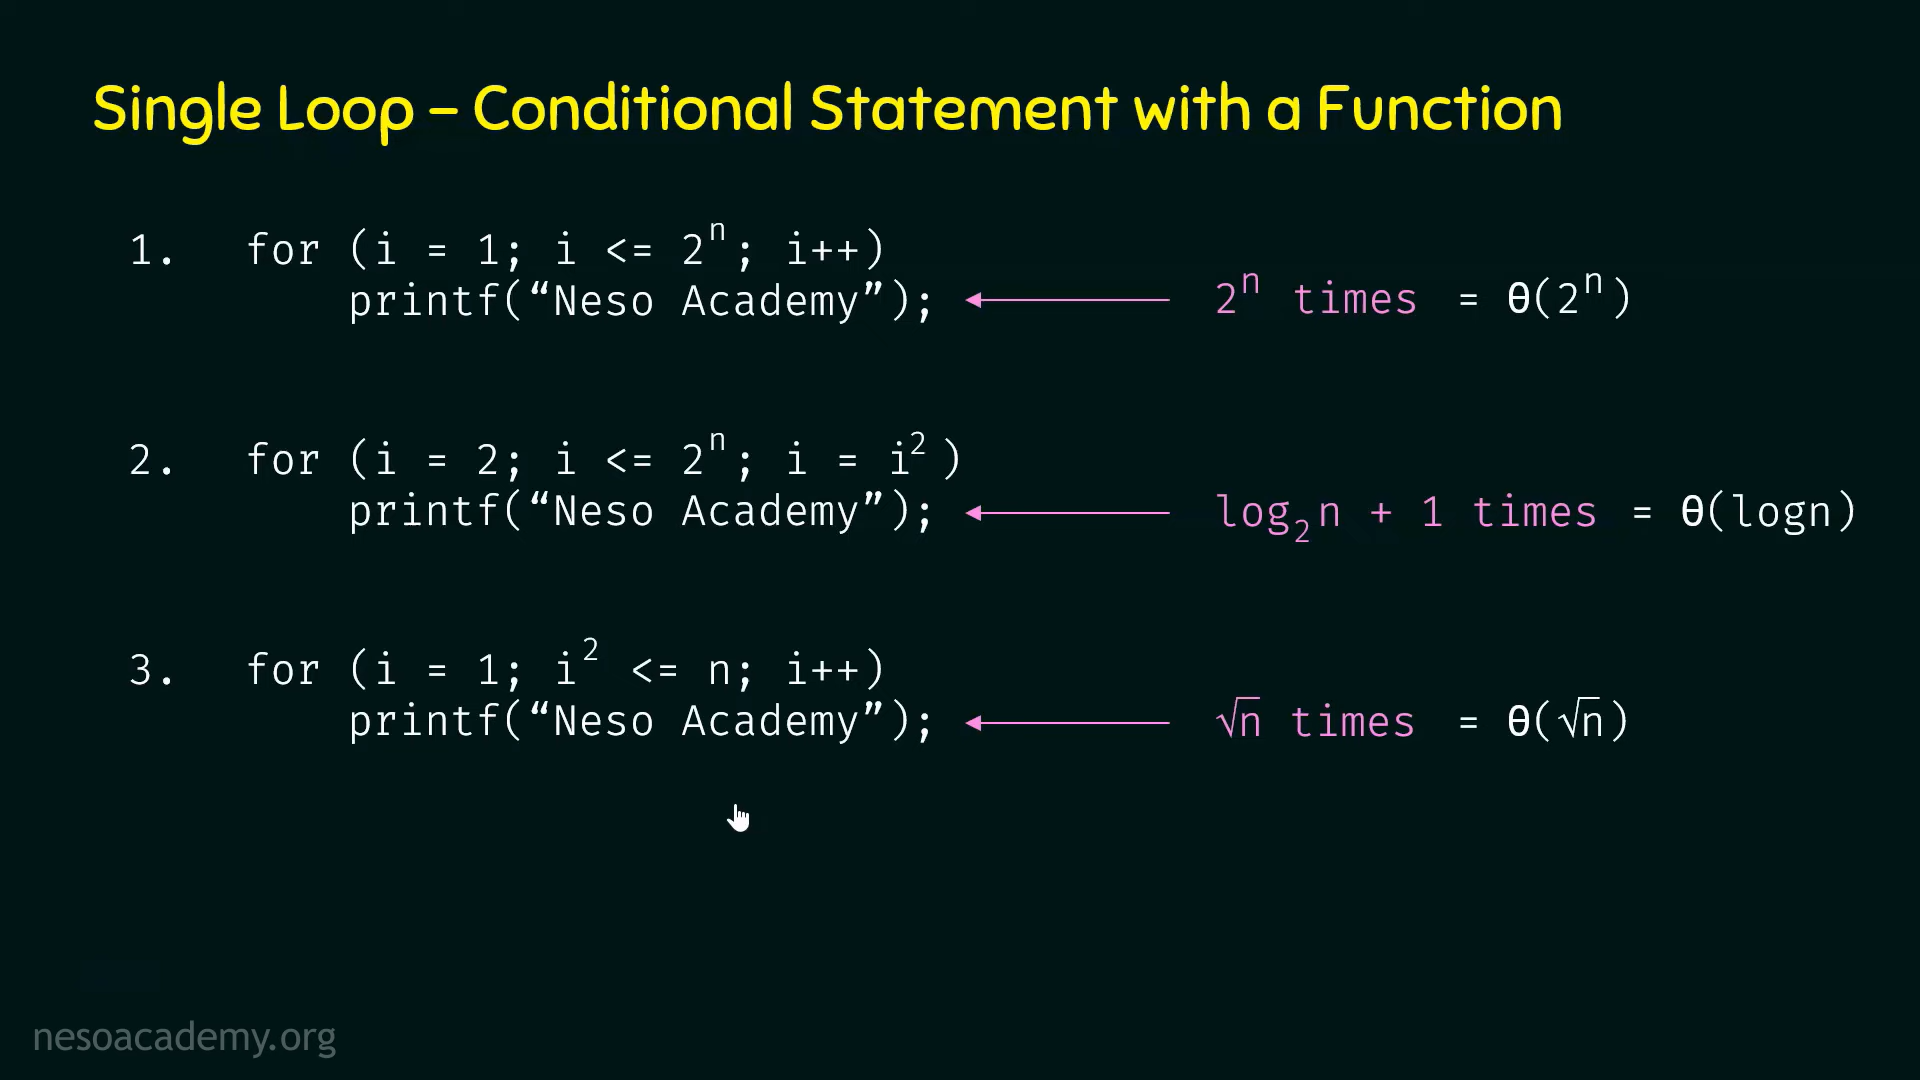 Single Loop – Conditional Statement with a Function
1. for (i = 1; i <= 2ⁿ; i++)
printf(“Neso Academy”); 2ⁿ times = θ(2ⁿ)
2. for (i = 2; i <= 2ⁿ; i = i²)
printf(“Neso Academy”); log₂n + 1 times = θ(logn)
3. for (i = 1; i² <= n; i++)
printf(“Neso Academy”); √n times = θ(√n)
nesoacademy.org